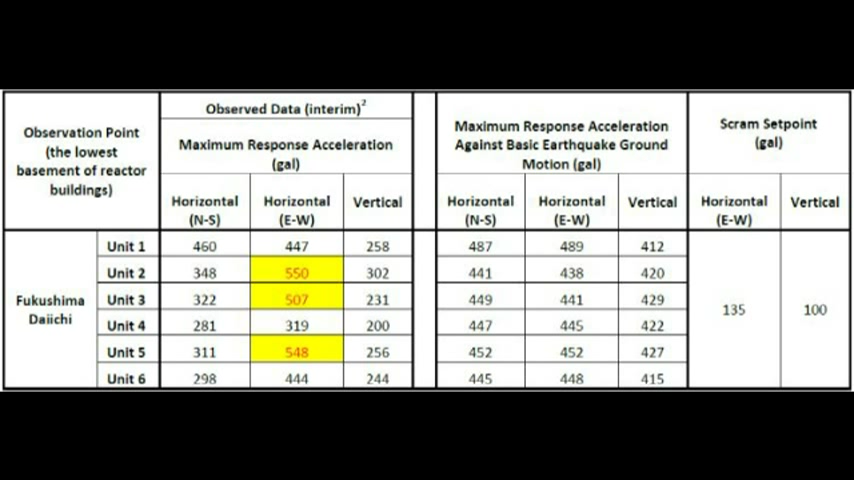 Observation Point
(the lowest
basement of reactor
buildings)
Observed Data (interim)²
Maximum Response Acceleration
(gal)
Maximum Response Acceleration
Against Basic Earthquake Ground
Motion (gal)
Scram Setpoint
(gal)
Horizontal
(N-S)
Horizontal
(E-W)
Vertical
Horizontal
(N-S)
Horizontal
(E-W)
Vertical
Horizontal
(E-W)
Vertical
Fukushima
Daiichi
Unit 1 460 447 258 487 489 412
Unit 2 348 550 302 441 438 420
Unit 3 322 507 231 449 441 429
135 100
Unit 4 281 319 200 447 445 422
Unit 5 311 548 256 452 452 427
Unit 6 298 444 244 445 448 415